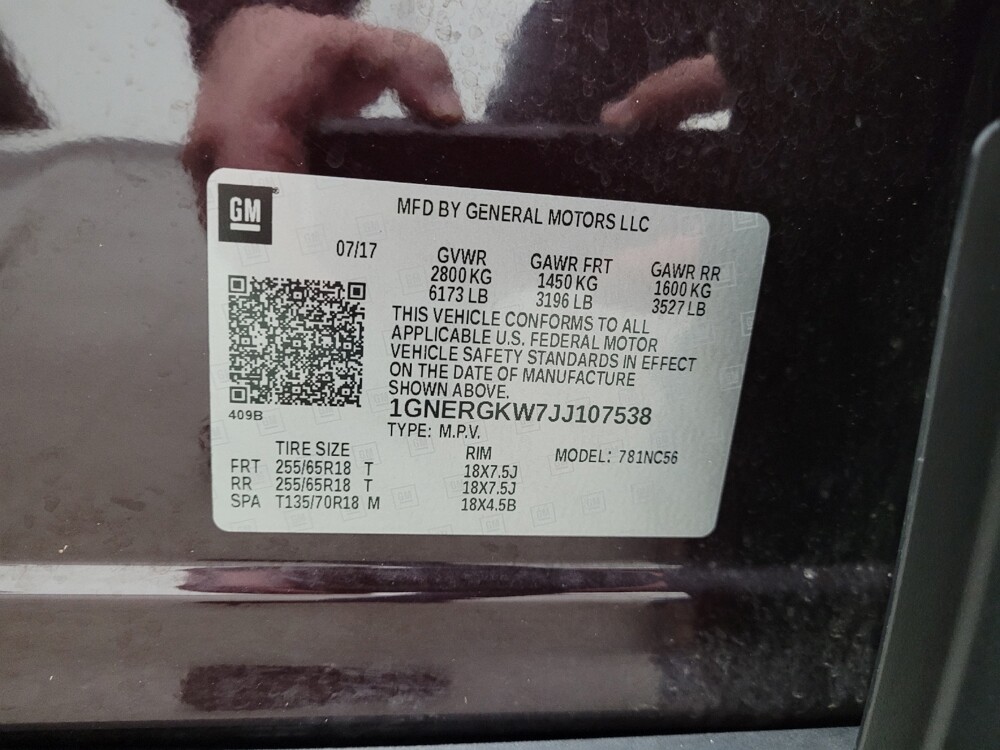 GM
MFD BY GENERAL MOTORS LLC
07/17
GVWR GAWR FRT GAWR RR
2800 KG 1450 KG 1600 KG
6173 LB 3196 LB 3527 LB
THIS VEHICLE CONFORMS TO ALL
APPLICABLE U.S. FEDERAL MOTOR
VEHICLE SAFETY STANDARDS IN EFFECT
ON THE DATE OF MANUFACTURE
SHOWN ABOVE.
409B
1GNERGKW7JJ107538
TYPE: M.P.V.
TIRE SIZE RIM MODEL: 781NC56
FRT 255/65R18 T 18X7.5J
RR 255/65R18 T 18X7.5J
SPA T135/70R18 M 18X4.5B